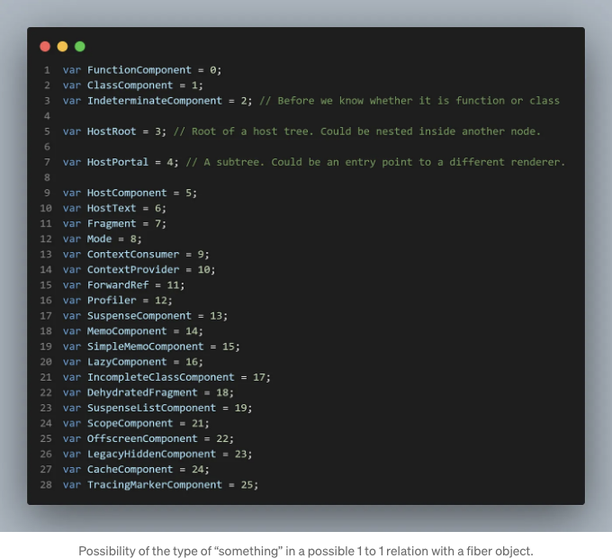 1 var FunctionComponent = 0;
2 var ClassComponent = 1;
3 var IndeterminateComponent = 2; // Before we know whether it is function or class
4
5 var HostRoot = 3; // Root of a host tree. Could be nested inside another node.
6
7 var HostPortal = 4; // A subtree. Could be an entry point to a different renderer.
8
9 var HostComponent = 5;
10 var HostText = 6;
11 var Fragment = 7;
12 var Mode = 8;
13 var ContextConsumer = 9;
14 var ContextProvider = 10;
15 var ForwardRef = 11;
16 var Profiler = 12;
17 var SuspenseComponent = 13;
18 var MemoComponent = 14;
19 var SimpleMemoComponent = 15;
20 var LazyComponent = 16;
21 var IncompleteClassComponent = 17;
22 var DehydratedFragment = 18;
23 var SuspenseListComponent = 19;
24 var ScopeComponent = 21;
25 var OffscreenComponent = 22;
26 var LegacyHiddenComponent = 23;
27 var CacheComponent = 24;
28 var TracingMarkerComponent = 25;
Possibility of the type of “something” in a possible 1 to 1 relation with a fiber object.